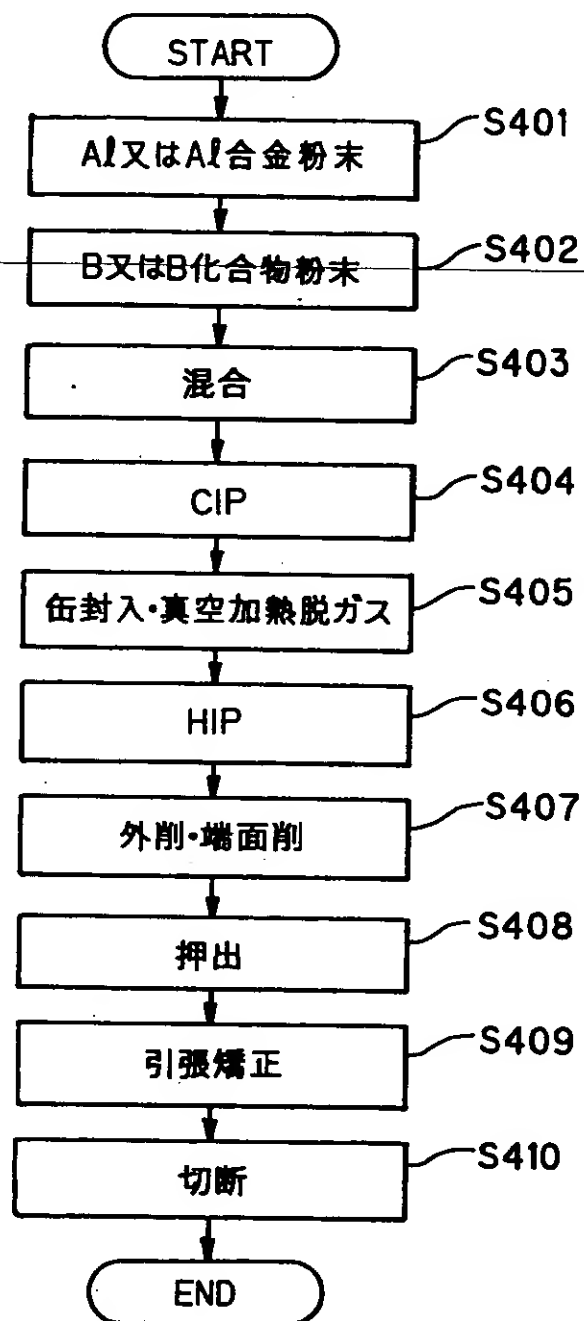 START
Al又はAl合金粉末
S401
B又はB化合物粉末
S402
混合
S403
CIP
S404
缶封入・真空加熱脱ガス
S405
HIP
S406
外削・端面削
S407
押出
S408
引張矯正
S409
切断
S410
END